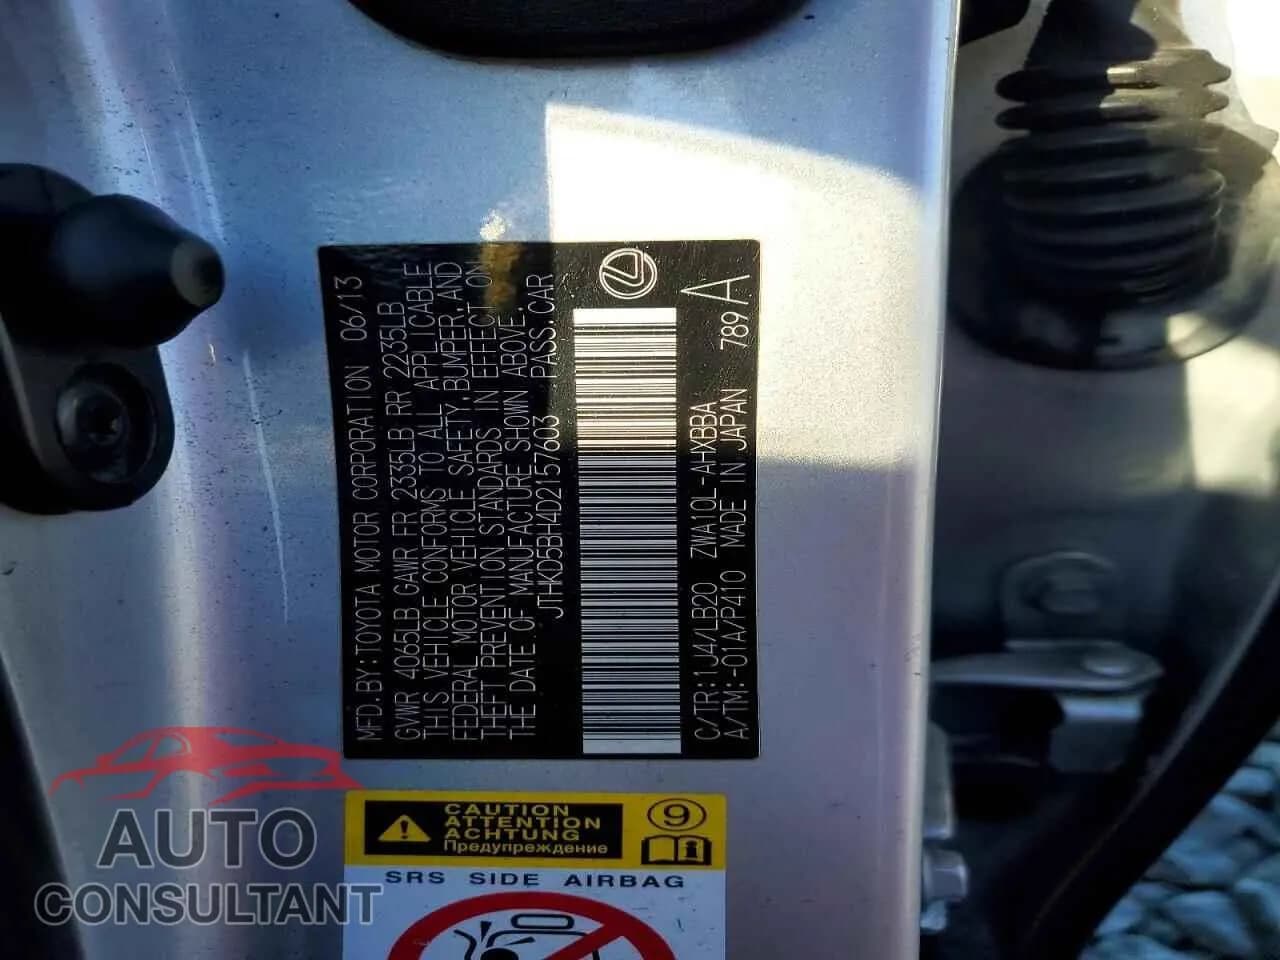 MFD.BY:TOYOTA MOTOR CORPORATION 06/13
GVWR 4065LB GAWR FR 2335LB RR 2235LB
THIS VEHICLE CONFORMS TO ALL APPLICABLE
FEDERAL MOTOR VEHICLE SAFETY,BUMPER,AND
THEFT PREVENTION STANDARDS IN EFFECT ON
THE DATE OF MANUFACTURE SHOWN ABOVE.
JTHKD5BH4D2157603 PASS.CAR
C/TR:1J4/LB20 ZWA10L-AHXBBA
A/TM:-01A/P410 MADE IN JAPAN 789A
CAUTION
ATTENTION
ACHTUNG
Предупреждение
9
i
SRS SIDE AIRBAG
AUTO
CONSULTANT